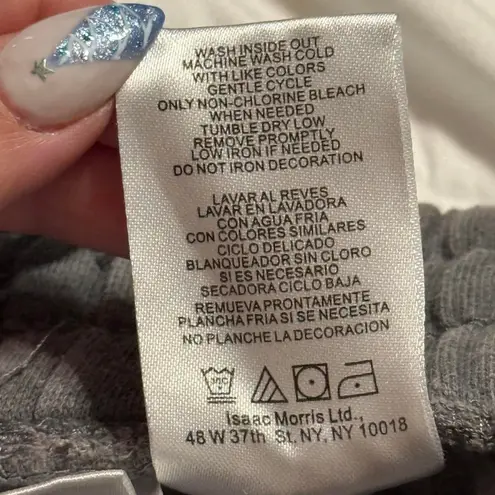 WASH INSIDE OUT
MACHINE WASH COLD
WITH LIKE COLORS
GENTLE CYCLE
ONLY NON-CHLORINE BLEACH
WHEN NEEDED
TUMBLE DRY LOW
REMOVE PROMPTLY
LOW IRON IF NEEDED
DO NOT IRON DECORATION
LAVAR AL REVES
LAVAR EN LAVADORA
CON AGUA FRIA
CON COLORES SIMILARES
CICLO DELICADO
BLANQUEADOR SIN CLORO
SI ES NECESARIO
SECADORA CICLO BAJA
REMUEVA PRONTAMENTE
PLANCHA FRIA SI SE NECESITA
NO PLANCHE LA DECORACION
30C
Isaac Morris Ltd.,
48 W 37th St. NY, NY 10018